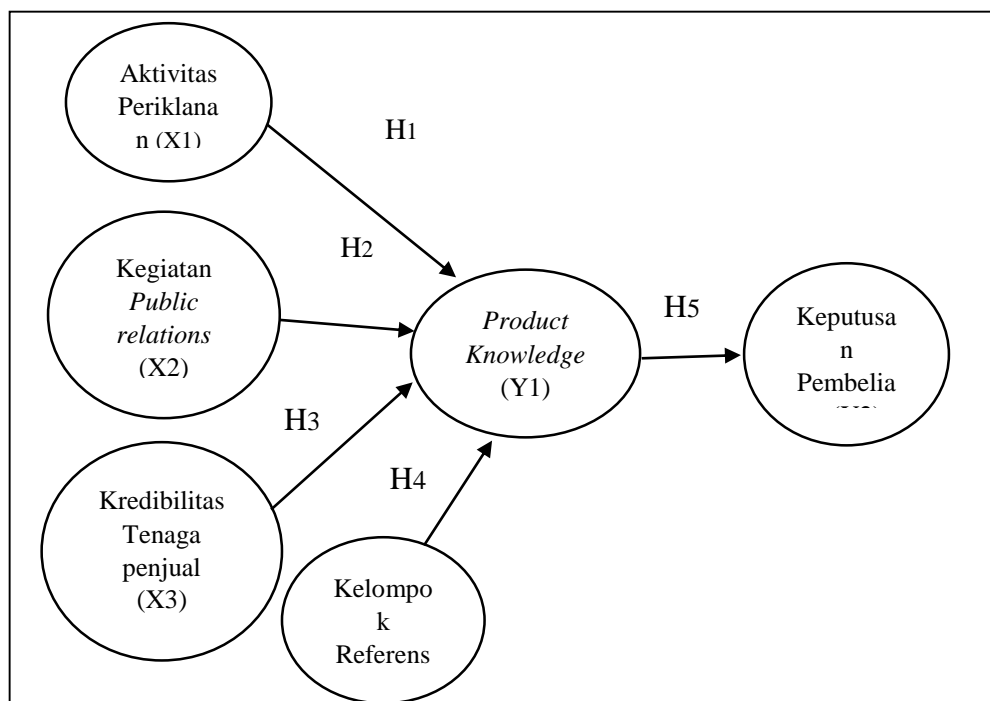 Aktivitas
Periklana
n (X1)
H1
Kegiatan
Public
relations
(X2)
H2
Product
Knowledge
(Y1)
H5
Keputusa
n
Pembelia
Kredibilitas
Tenaga
penjual
(X3)
H3
H4
Kelompo
k
Referens